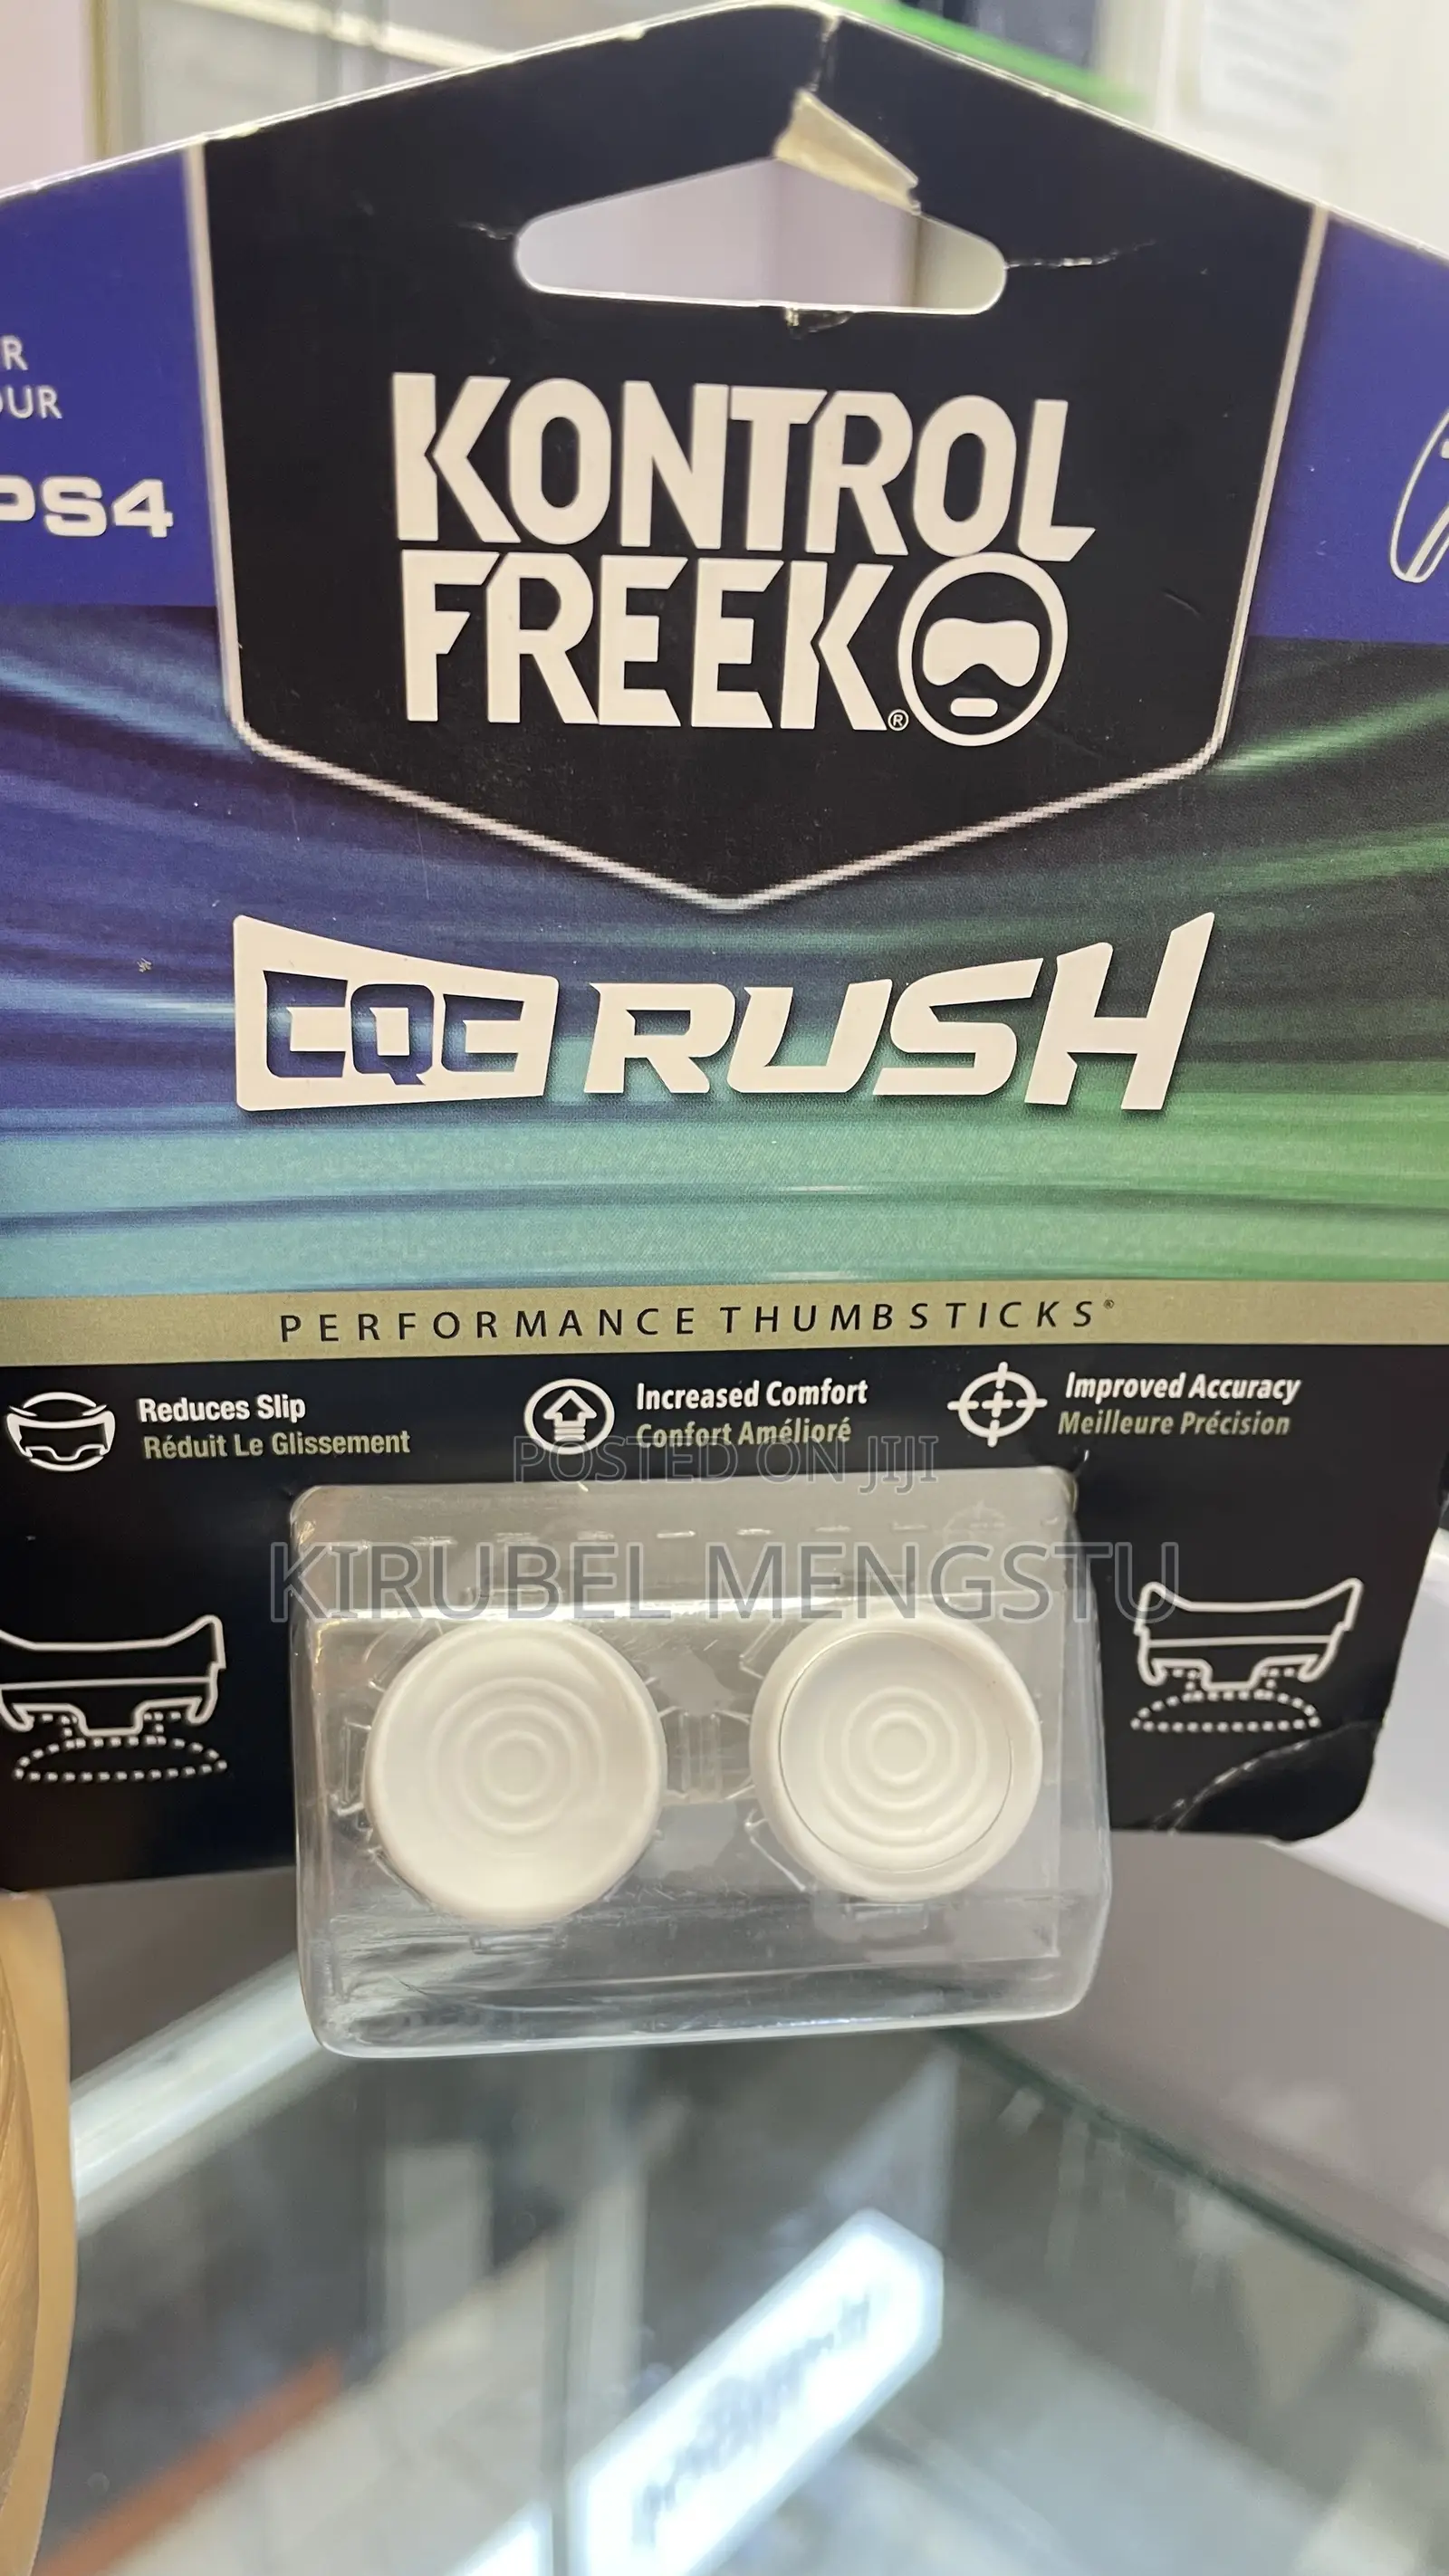 PS4
KONTROL
FREEK®
CQC RUSH
PERFORMANCE THUMBSTICKS®
Reduces Slip
Réduit Le Glissement
Increased Comfort
Confort Amélioré
Improved Accuracy
Meilleure Précision
POSTED ON JIJI
KIRUBEL MENGSTU